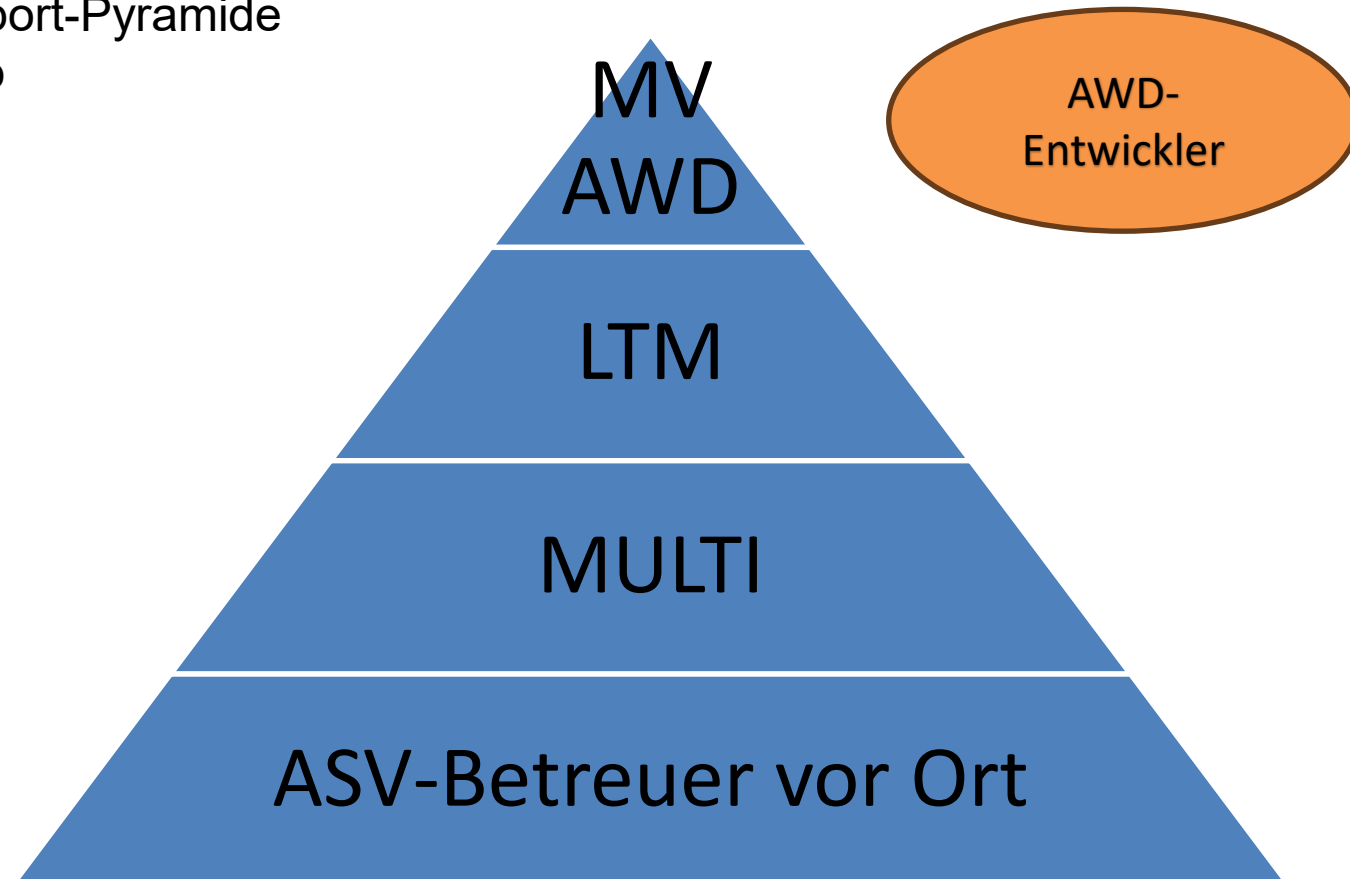 port-Pyramide
MV
AWD
AWD-
Entwickler
LTM
MULTI
ASV-Betreuer vor Ort